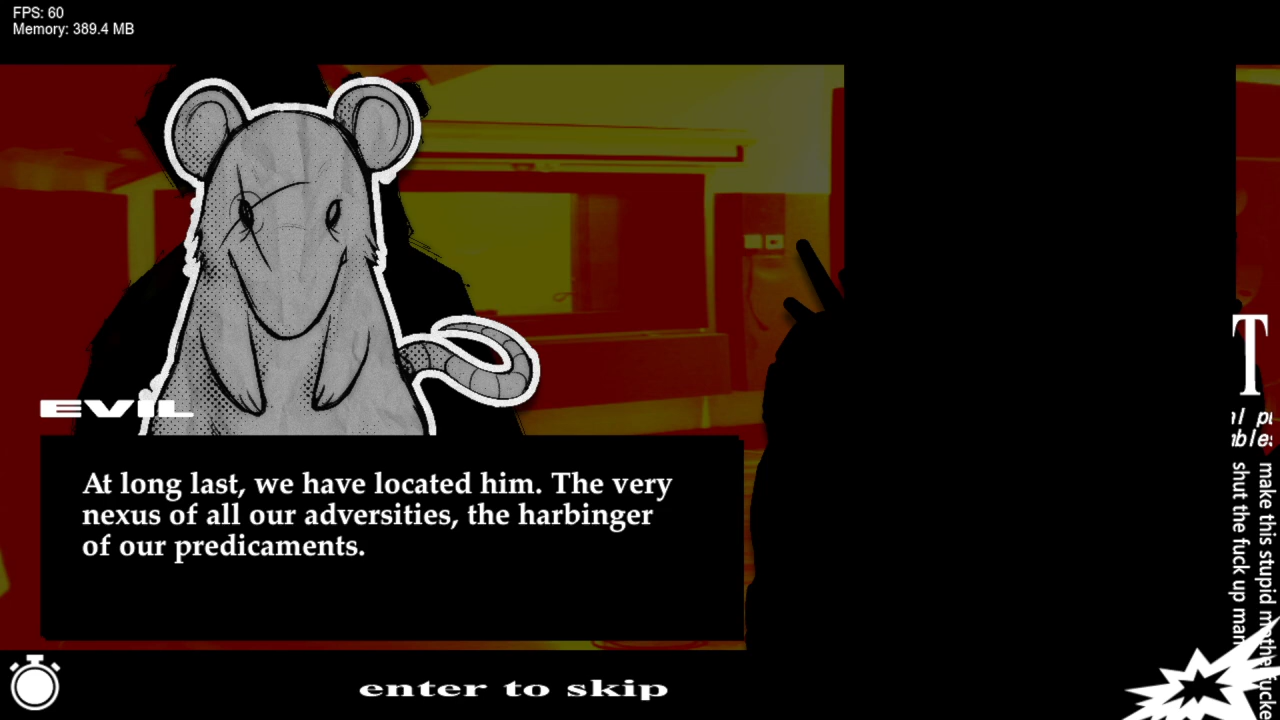 FPS: 60
Memory: 389.4 MB
EVIL
At long last, we have located him. The very
nexus of all our adversities, the harbinger
of our predicaments.
enter to skip
T
make this stupid
shut the fuck up man